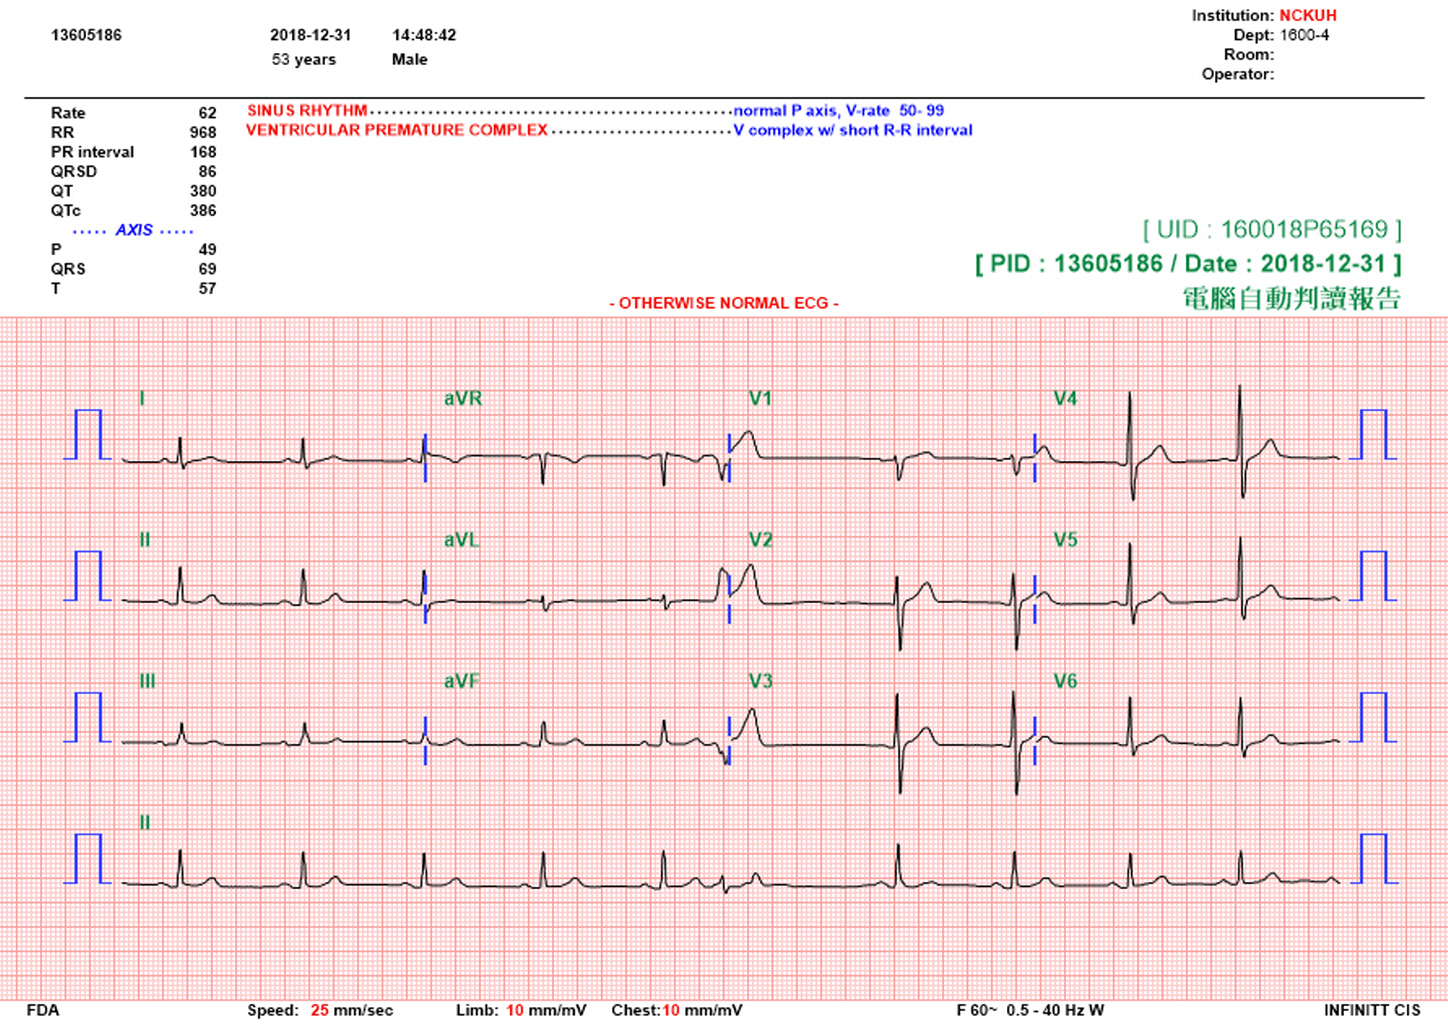 Institution: NCKUH
13605186 2018-12-31 14:48:42 Dept: 1600-4
53 years Male Room:
Operator:
Rate 62 SINUS RHYTHM normal P axis, V-rate 50- 99
RR 968 VENTRICULAR PREMATURE COMPLEX V complex w/ short R-R interval
PR interval 168
QRSD 86
QT 380
QTc 386
..... AXIS .....
P 49
QRS 69
T 57
[ UID : 160018P65169 ]
[ PID : 13605186 / Date : 2018-12-31 ]
電腦自動判讀報告
- OTHERWISE NORMAL ECG -
I aVR V1 V4
II aVL V2 V5
III aVF V3 V6
II
FDA Speed: 25 mm/sec Limb: 10 mm/mV Chest:10 mm/mV F 60~ 0.5 - 40 Hz W INFINITT CIS